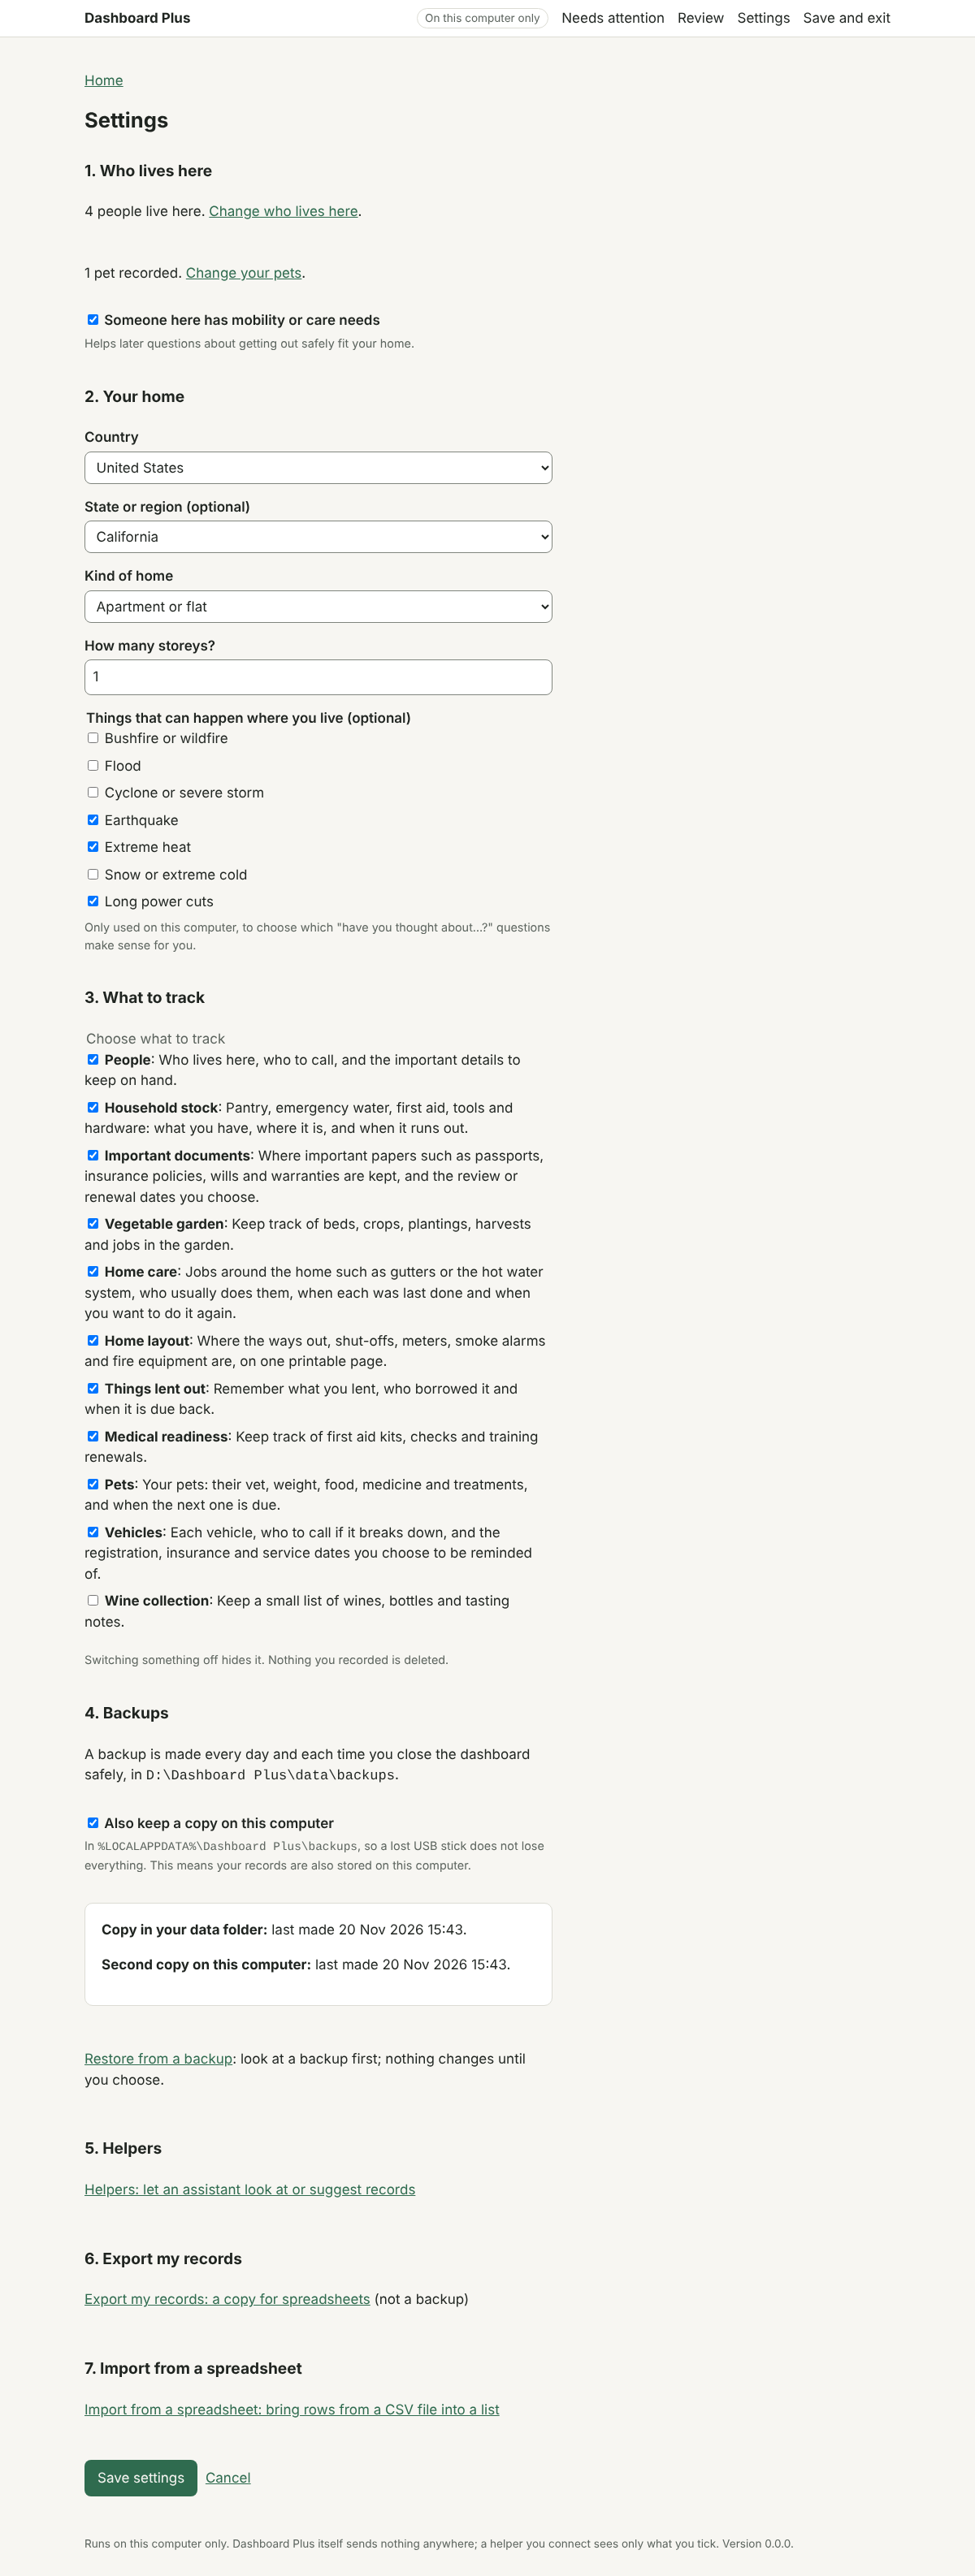 Dashboard Plus
On this computer only
Needs attention
Review
Settings
Save and exit
Home
Settings
1. Who lives here
4 people live here. Change who lives here.
1 pet recorded. Change your pets.
Someone here has mobility or care needs
Helps later questions about getting out safely fit your home.
2. Your home
Country
United States
State or region (optional)
California
Kind of home
Apartment or flat
How many storeys?
1
Things that can happen where you live (optional)
Bushfire or wildfire
Flood
Cyclone or severe storm
Earthquake
Extreme heat
Snow or extreme cold
Long power cuts
Only used on this computer, to choose which "have you thought about...?" questions
make sense for you.
3. What to track
Choose what to track
People: Who lives here, who to call, and the important details to
keep on hand.
Household stock: Pantry, emergency water, first aid, tools and
hardware: what you have, where it is, and when it runs out.
Important documents: Where important papers such as passports,
insurance policies, wills and warranties are kept, and the review or
renewal dates you choose.
Vegetable garden: Keep track of beds, crops, plantings, harvests
and jobs in the garden.
Home care: Jobs around the home such as gutters or the hot water
system, who usually does them, when each was last done and when
you want to do it again.
Home layout: Where the ways out, shut-offs, meters, smoke alarms
and fire equipment are, on one printable page.
Things lent out: Remember what you lent, who borrowed it and
when it is due back.
Medical readiness: Keep track of first aid kits, checks and training
renewals.
Pets: Your pets: their vet, weight, food, medicine and treatments,
and when the next one is due.
Vehicles: Each vehicle, who to call if it breaks down, and the
registration, insurance and service dates you choose to be reminded
of.
Wine collection: Keep a small list of wines, bottles and tasting
notes.
Switching something off hides it. Nothing you recorded is deleted.
4. Backups
A backup is made every day and each time you close the dashboard
safely, in D:\Dashboard Plus\data\backups.
Also keep a copy on this computer
In %LOCALAPPDATA%\Dashboard Plus\backups, so a lost USB stick does not lose
everything. This means your records are also stored on this computer.
Copy in your data folder: last made 20 Nov 2026 15:43.
Second copy on this computer: last made 20 Nov 2026 15:43.
Restore from a backup: look at a backup first; nothing changes until
you choose.
5. Helpers
Helpers: let an assistant look at or suggest records
6. Export my records
Export my records: a copy for spreadsheets (not a backup)
7. Import from a spreadsheet
Import from a spreadsheet: bring rows from a CSV file into a list
Save settings
Cancel
Runs on this computer only. Dashboard Plus itself sends nothing anywhere; a helper you connect sees only what you tick. Version 0.0.0.